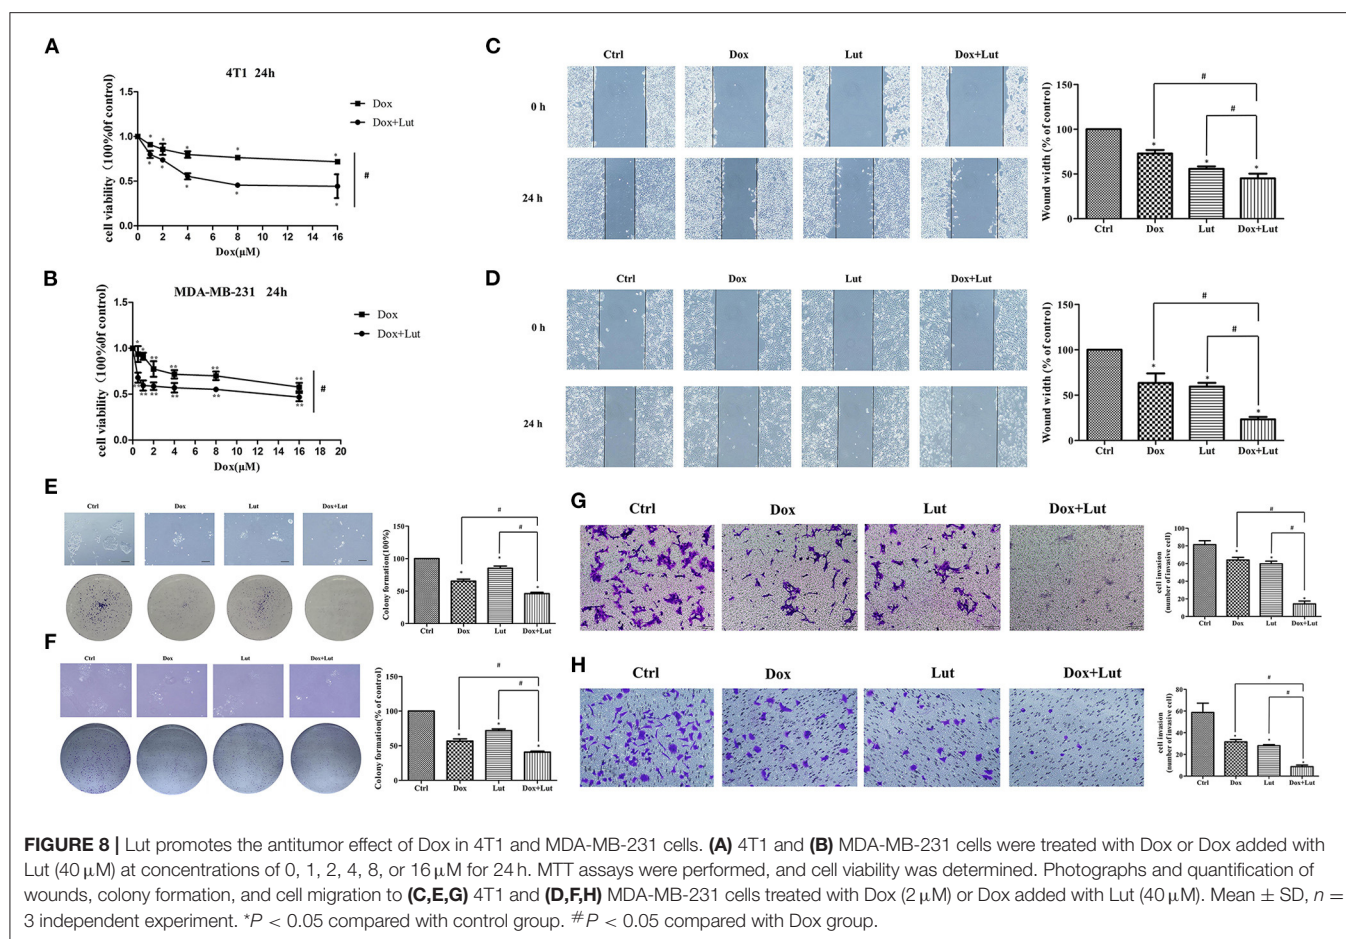 A
4T1 24h
cell viability (100%0f control)
1.5
1.0
0.5
0.0
Dox
Dox+Lut
* * * * *
* * * * *
#
0 2 4 6 8 10 12 14 16
Dox(μM)
B
MDA-MB-231 24h
cell viability (100%0f control)
1.5
1.0
0.5
0.0
Dox
Dox+Lut
#
0 2 4 6 8 10 12 14 16 18 20
Dox(μM)
C
Ctrl Dox Lut Dox+Lut
0 h
24 h
Wound width (% of control)
150
100
50
0
* * *
#
#
Ctrl Dox Lut Dox+Lut
D
Ctrl Dox Lut Dox+Lut
0 h
24 h
Wound width (% of control)
150
100
50
0
* * *
#
#
Ctrl Dox Lut Dox+Lut
E
Ctrl Dox Lut Dox+Lut
Colony formation(100%)
150
100
50
0
* * *
#
#
Ctrl Dox Lut Dox+Lut
F
Ctrl Dox Lut Dox+Lut
Colony formation(% of control)
150
100
50
0
* * *
#
#
Ctrl Dox Lut Dox+Lut
G
Ctrl Dox Lut Dox+Lut
cell invasion
(number of invasive cell)
100
80
60
40
20
0
* * *
#
#
Ctrl Dox Lut Dox+Lut
H
Ctrl Dox Lut Dox+Lut
cell invasion
(number of invasive cell)
80
60
40
20
0
* * *
#
#
Ctrl Dox Lut Dox+Lut
FIGURE 8 | Lut promotes the antitumor effect of Dox in 4T1 and MDA-MB-231 cells. (A) 4T1 and (B) MDA-MB-231 cells were treated with Dox or Dox added with
Lut (40 μM) at concentrations of 0, 1, 2, 4, 8, or 16 μM for 24 h. MTT assays were performed, and cell viability was determined. Photographs and quantification of
wounds, colony formation, and cell migration to (C,E,G) 4T1 and (D,F,H) MDA-MB-231 cells treated with Dox (2 μM) or Dox added with Lut (40 μM). Mean ± SD, n =
3 independent experiment. *P < 0.05 compared with control group. #P < 0.05 compared with Dox group.